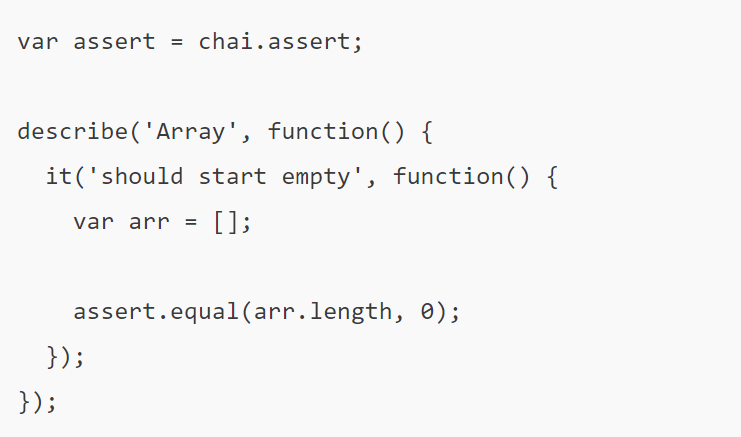 var assert = chai.assert;

describe('Array', function() {
  it('should start empty', function() {
    var arr = [];

    assert.equal(arr.length, 0);
  });
});